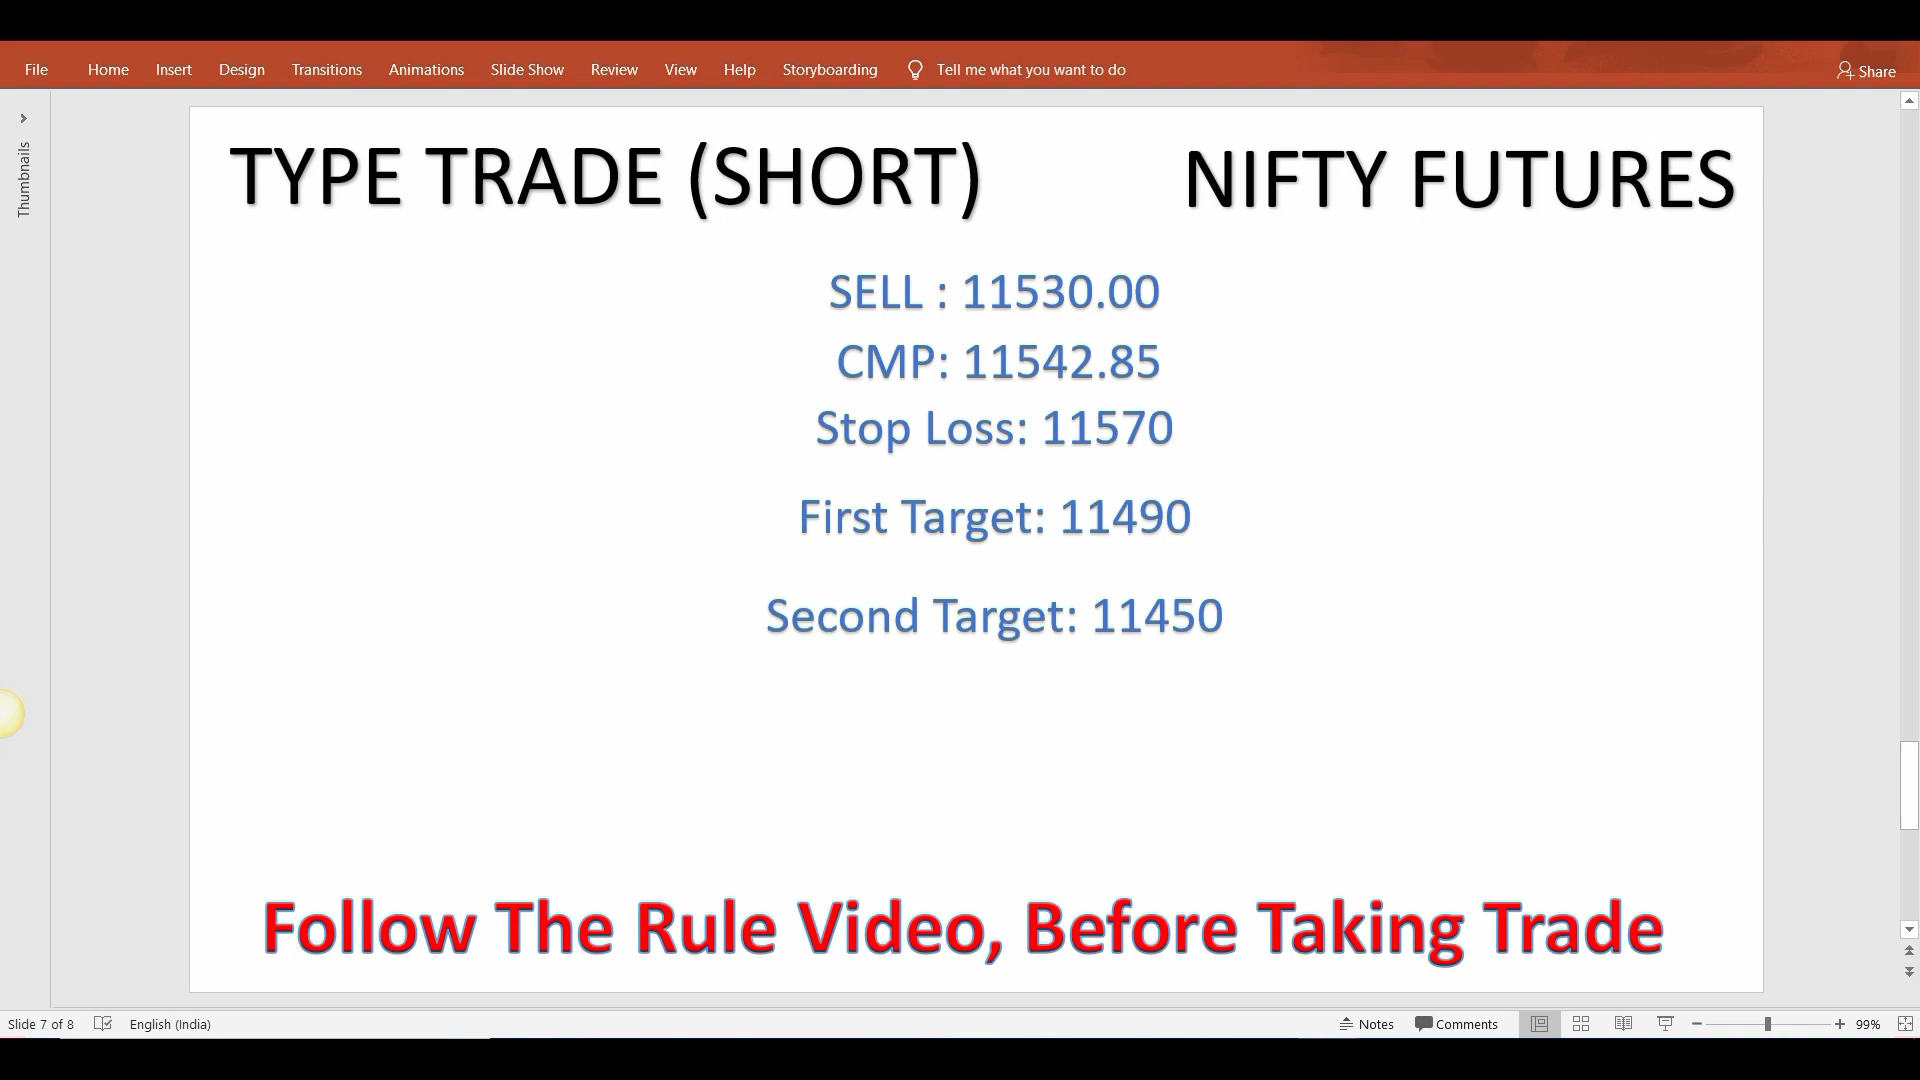 File Home Insert Design Transitions Animations Slide Show Review View Help Storyboarding Tell me what you want to do Share
Thumbnails
TYPE TRADE (SHORT) NIFTY FUTURES
SELL : 11530.00
CMP: 11542.85
Stop Loss: 11570
First Target: 11490
Second Target: 11450
Follow The Rule Video, Before Taking Trade
Slide 7 of 8 English (India) Notes Comments 99%